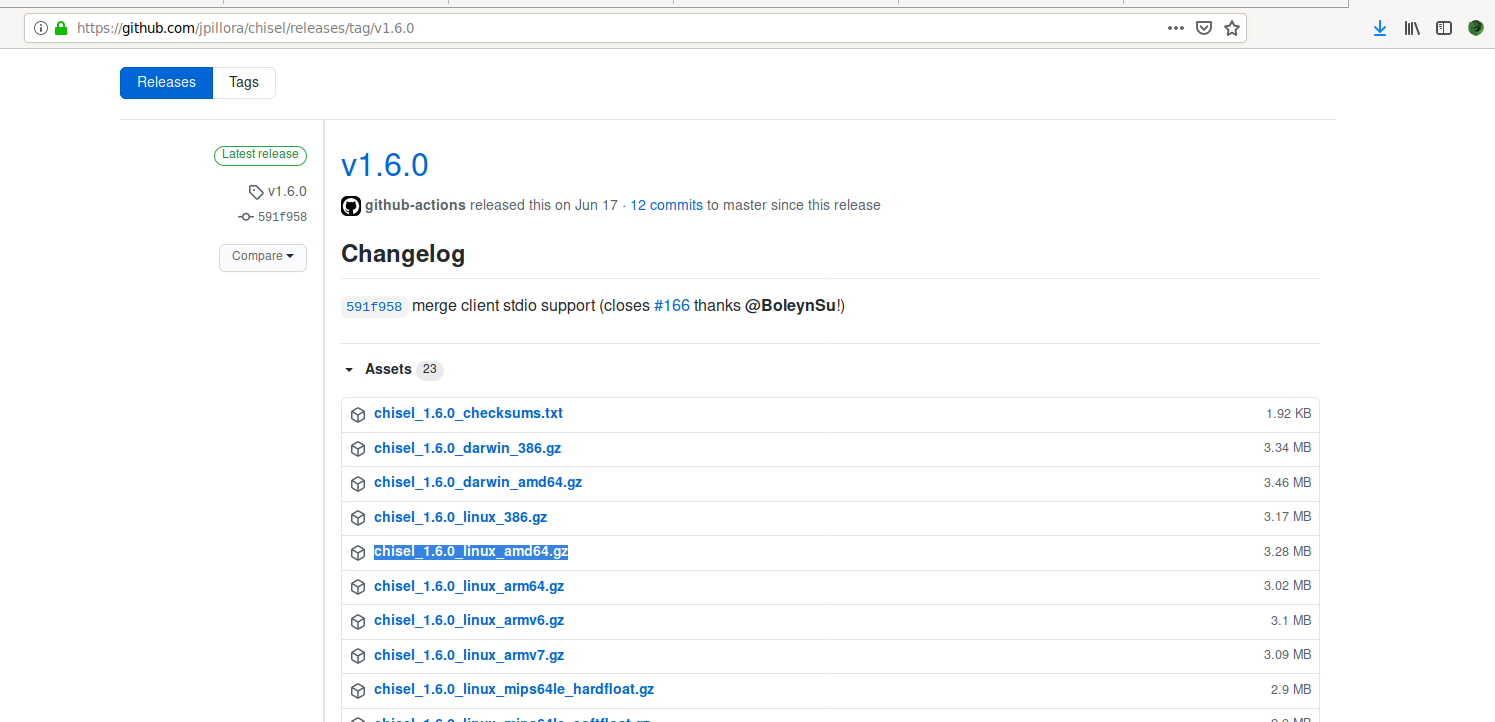 https://github.com/jpillora/chisel/releases/tag/v1.6.0
Releases Tags
Latest release
v1.6.0
591f958
Compare
v1.6.0
github-actions released this on Jun 17 · 12 commits to master since this release
Changelog
591f958 merge client stdio support (closes #166 thanks @BoleynSu!)
Assets 23
chisel_1.6.0_checksums.txt 1.92 KB
chisel_1.6.0_darwin_386.gz 3.34 MB
chisel_1.6.0_darwin_amd64.gz 3.46 MB
chisel_1.6.0_linux_386.gz 3.17 MB
chisel_1.6.0_linux_amd64.gz 3.28 MB
chisel_1.6.0_linux_arm64.gz 3.02 MB
chisel_1.6.0_linux_armv6.gz 3.1 MB
chisel_1.6.0_linux_armv7.gz 3.09 MB
chisel_1.6.0_linux_mips64le_hardfloat.gz 2.9 MB